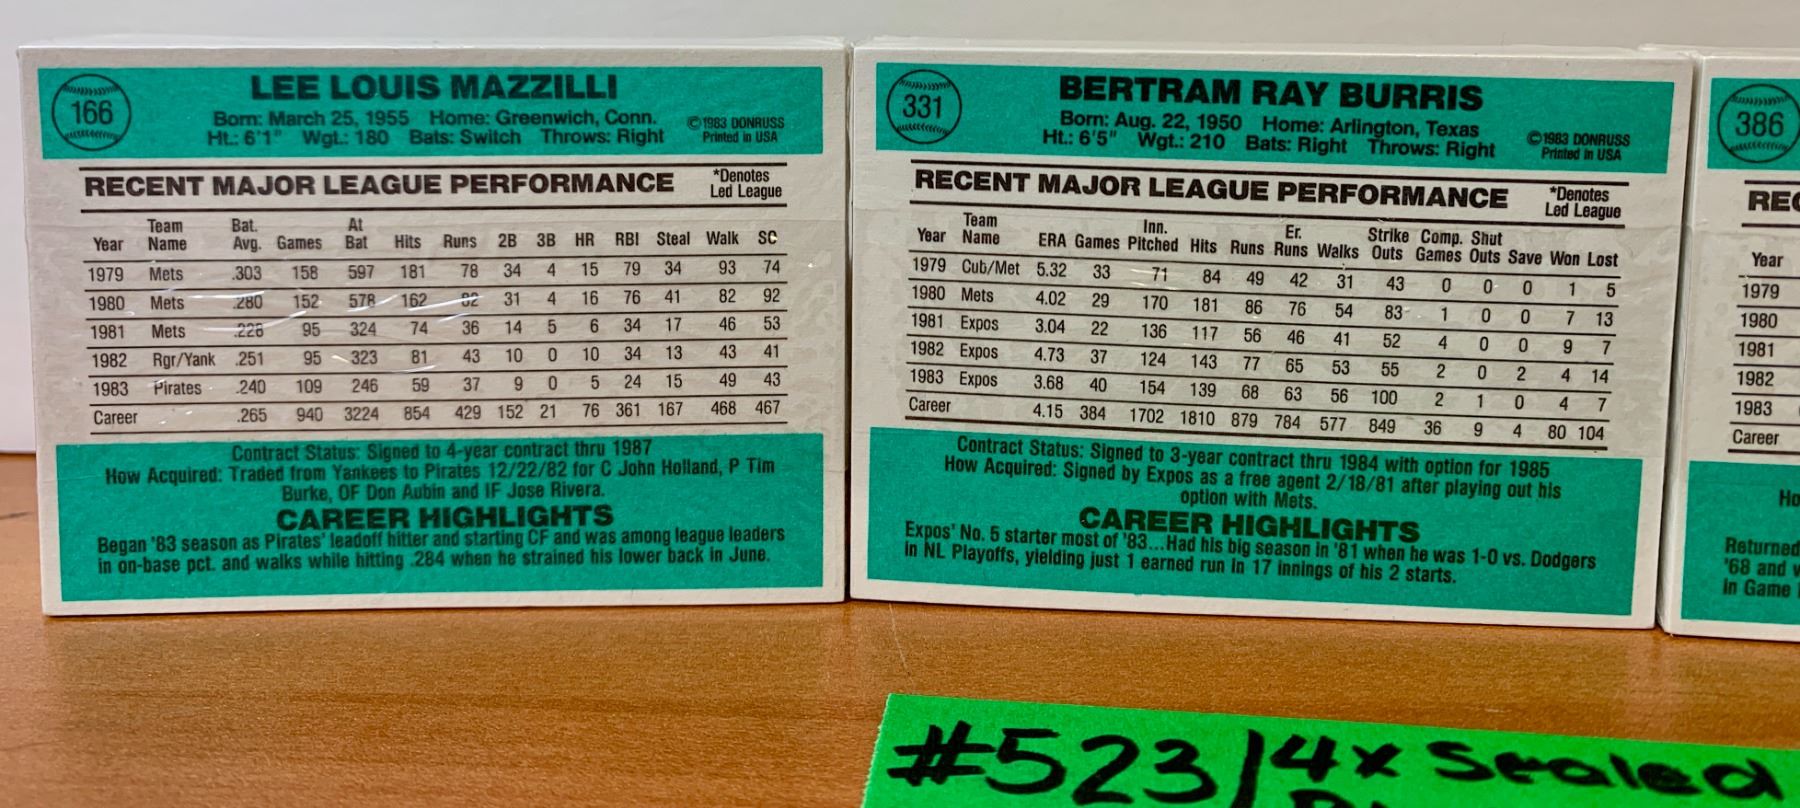 166
LEE LOUIS MAZZILLI
Born: March 25, 1955 Home: Greenwich, Conn.
Ht.: 6'1" Wgt.: 180 Bats: Switch Throws: Right
©1983 DONRUSS
Printed in USA
RECENT MAJOR LEAGUE PERFORMANCE
*Denotes
Led League
Year Team Name Bat. Avg. Games At Bat Hits Runs 2B 3B HR RBI Steal Walk SO
1979 Mets .303 158 597 181 78 34 4 15 79 34 93 74
1980 Mets .280 152 578 162 82 31 4 16 76 41 82 92
1981 Mets .228 95 324 74 36 14 5 6 34 17 46 53
1982 Rgr/Yank .251 95 323 81 43 10 0 10 34 13 43 41
1983 Pirates .240 109 246 59 37 9 0 5 24 15 49 43
Career .265 940 3224 854 429 152 21 76 361 167 468 467
Contract Status: Signed to 4-year contract thru 1987
How Acquired: Traded from Yankees to Pirates 12/22/82 for C John Holland, P Tim
Burke, OF Don Aubin and IF Jose Rivera.
CAREER HIGHLIGHTS
Began '83 season as Pirates' leadoff hitter and starting CF and was among league leaders
in on-base pct. and walks while hitting .284 when he strained his lower back in June.
331
BERTRAM RAY BURRIS
Born: Aug. 22, 1950 Home: Arlington, Texas
Ht.: 6'5" Wgt.: 210 Bats: Right Throws: Right
©1983 DONRUSS
Printed in USA
RECENT MAJOR LEAGUE PERFORMANCE
*Denotes
Led League
Year Team Name ERA Games Inn. Pitched Hits Runs Er. Runs Walks Strike Outs Comp. Games Shut Outs Save Won Lost
1979 Cub/Met 5.32 33 71 84 49 42 31 43 0 0 0 1 5
1980 Mets 4.02 29 170 181 86 76 54 83 1 0 0 7 13
1981 Expos 3.04 22 136 117 56 46 41 52 4 0 0 9 7
1982 Expos 4.73 37 124 143 77 65 53 55 2 0 2 4 14
1983 Expos 3.68 40 154 139 68 63 56 100 2 1 0 4 7
Career 4.15 384 1702 1810 879 784 577 849 36 9 4 80 104
Contract Status: Signed to 3-year contract thru 1984 with option for 1985
How Acquired: Signed by Expos as a free agent 2/18/81 after playing out his
option with Mets.
CAREER HIGHLIGHTS
Expos' No. 5 starter most of '83...Had his big season in '81 when he was 1-0 vs. Dodgers
in NL Playoffs, yielding just 1 earned run in 17 innings of his 2 starts.
386
REC
Year
1979
1980
1981
1982
1983
Career
Ho
Returned
'68 and
In Game
#523/4x Sealed